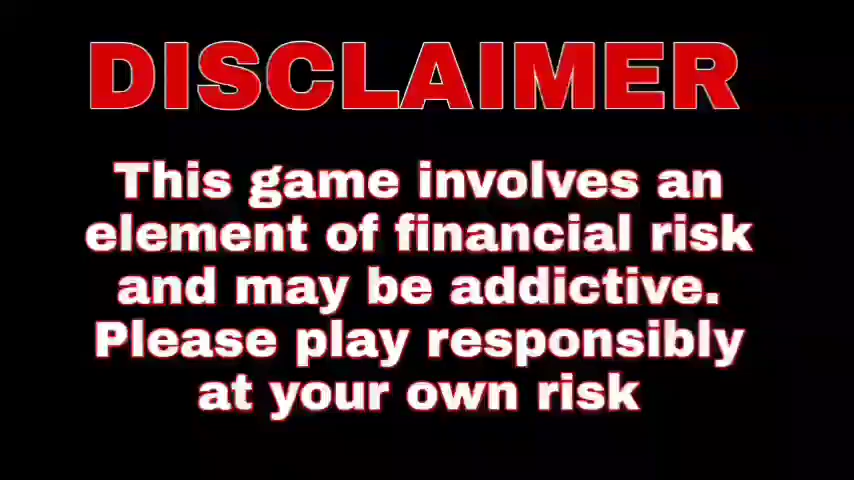 DISCLAIMER
This game involves an
element of financial risk
and may be addictive.
Please play responsibly
at your own risk